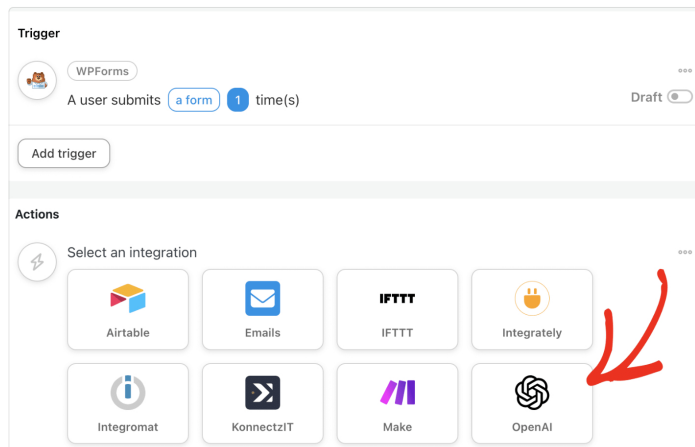 Trigger
WPForms
A user submits a form 1 time(s)
Draft
Add trigger
Actions
Select an integration
Airtable
Emails
IFTTT
IFTTT
Integrately
Integromat
KonnectzIT
Make
OpenAI